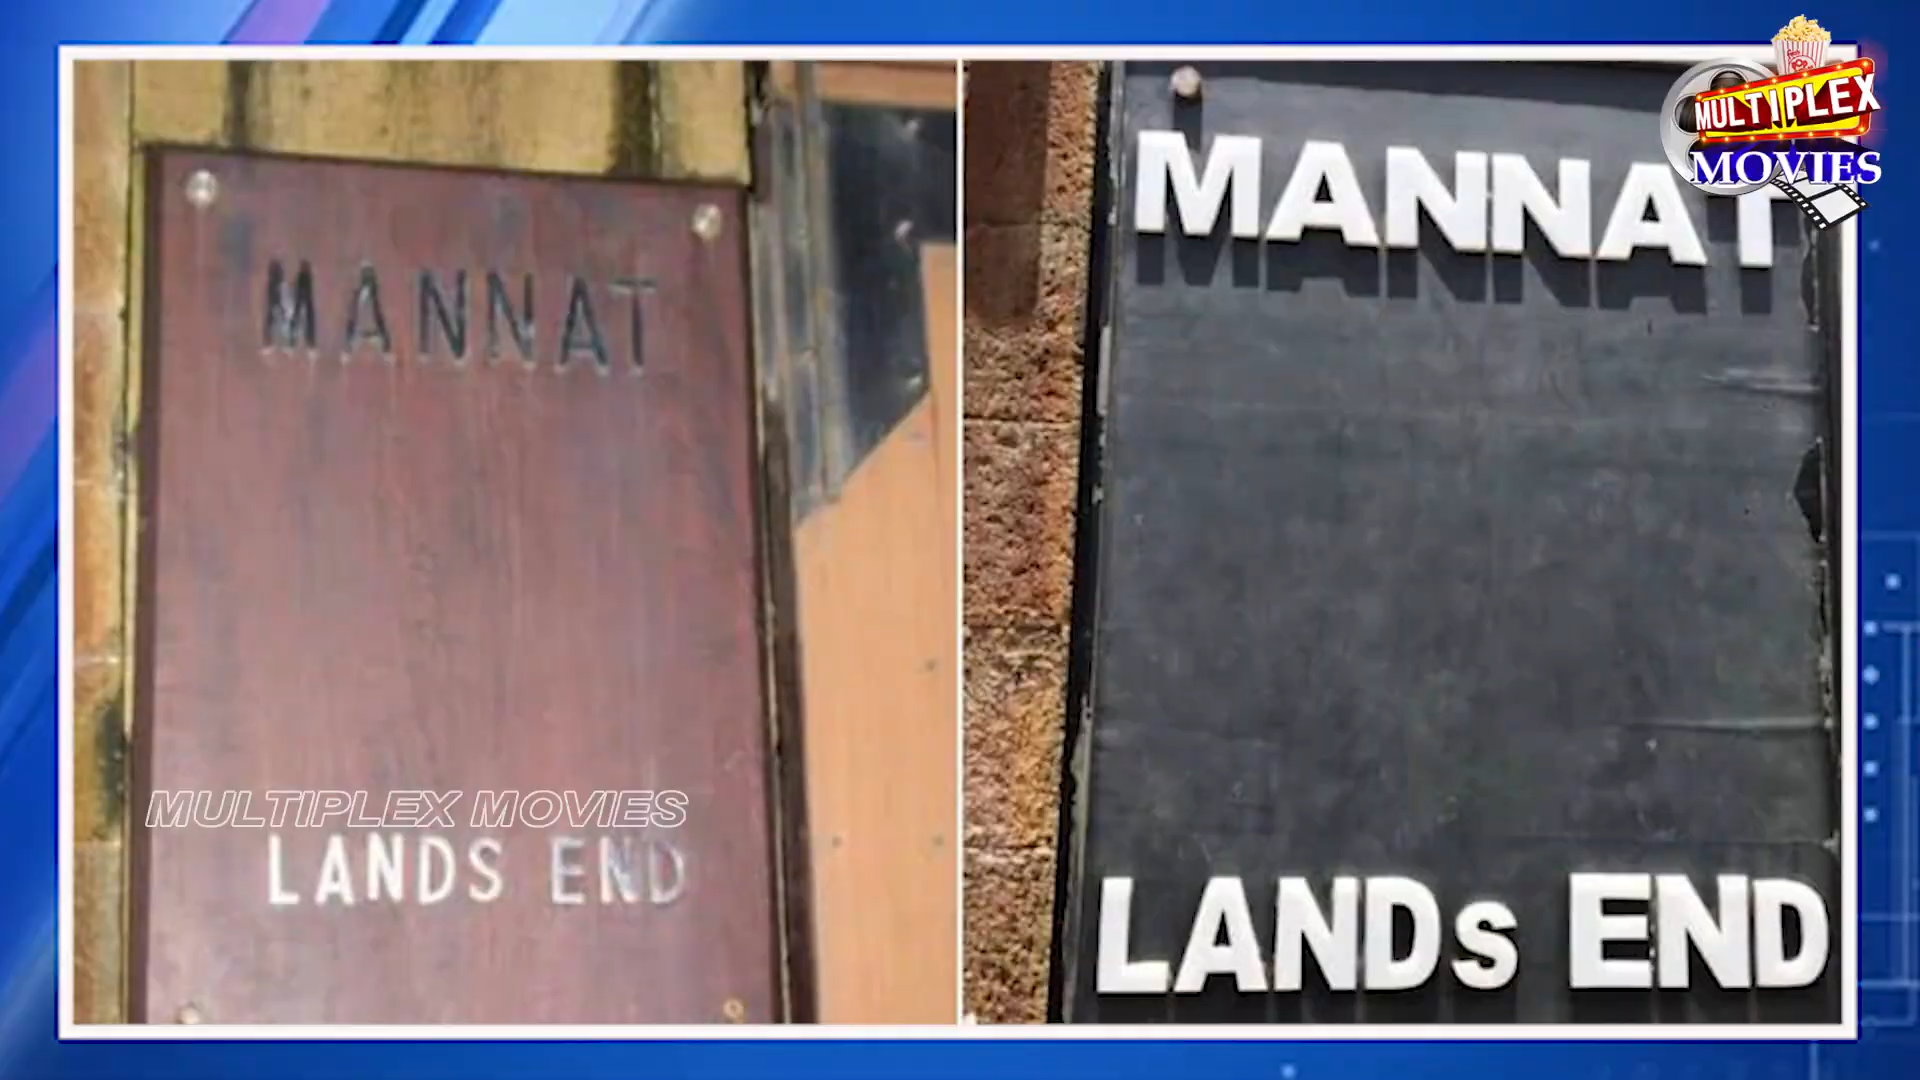 MANNAT
MULTIPLEX MOVIES
LANDS END
MANNAT
LANDs END
MULTIPLEX
MOVIES